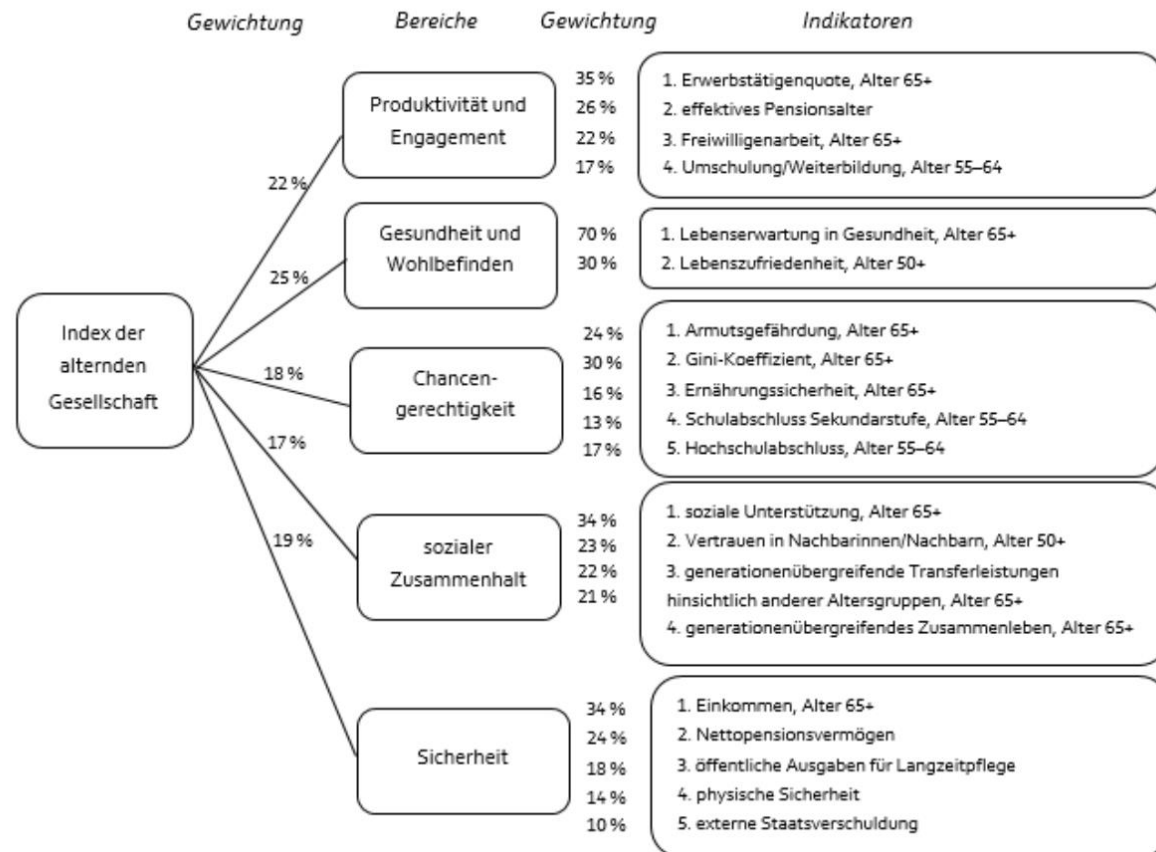 Gewichtung Bereiche Gewichtung Indikatoren
22 %
25 %
18 %
17 %
19 %
Index der
alternden
Gesellschaft
Produktivität und
Engagement
35 %
26 %
22 %
17 %
1. Erwerbstätigenquote, Alter 65+
2. effektives Pensionsalter
3. Freiwilligenarbeit, Alter 65+
4. Umschulung/Weiterbildung, Alter 55–64
Gesundheit und
Wohlbefinden
70 %
30 %
1. Lebenserwartung in Gesundheit, Alter 65+
2. Lebenszufriedenheit, Alter 50+
Chancen-
gerechtigkeit
24 %
30 %
16 %
13 %
17 %
1. Armutsgefährdung, Alter 65+
2. Gini-Koeffizient, Alter 65+
3. Ernährungssicherheit, Alter 65+
4. Schulabschluss Sekundarstufe, Alter 55–64
5. Hochschulabschluss, Alter 55–64
sozialer
Zusammenhalt
34 %
23 %
22 %
21 %
1. soziale Unterstützung, Alter 65+
2. Vertrauen in Nachbarinnen/Nachbarn, Alter 50+
3. generationenübergreifende Transferleistungen
hinsichtlich anderer Altersgruppen, Alter 65+
4. generationenübergreifendes Zusammenleben, Alter 65+
Sicherheit
34 %
24 %
18 %
14 %
10 %
1. Einkommen, Alter 65+
2. Nettopensionsvermögen
3. öffentliche Ausgaben für Langzeitpflege
4. physische Sicherheit
5. externe Staatsverschuldung